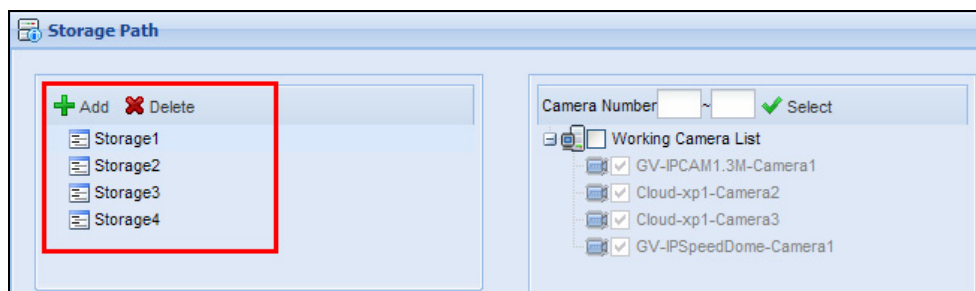 Storage Path
Add Delete
Storage1
Storage2
Storage3
Storage4
Camera Number ~ Select
Working Camera List
GV-IPCAM1.3M-Camera1
Cloud-xp1-Camera2
Cloud-xp1-Camera3
GV-IPSpeedDome-Camera1